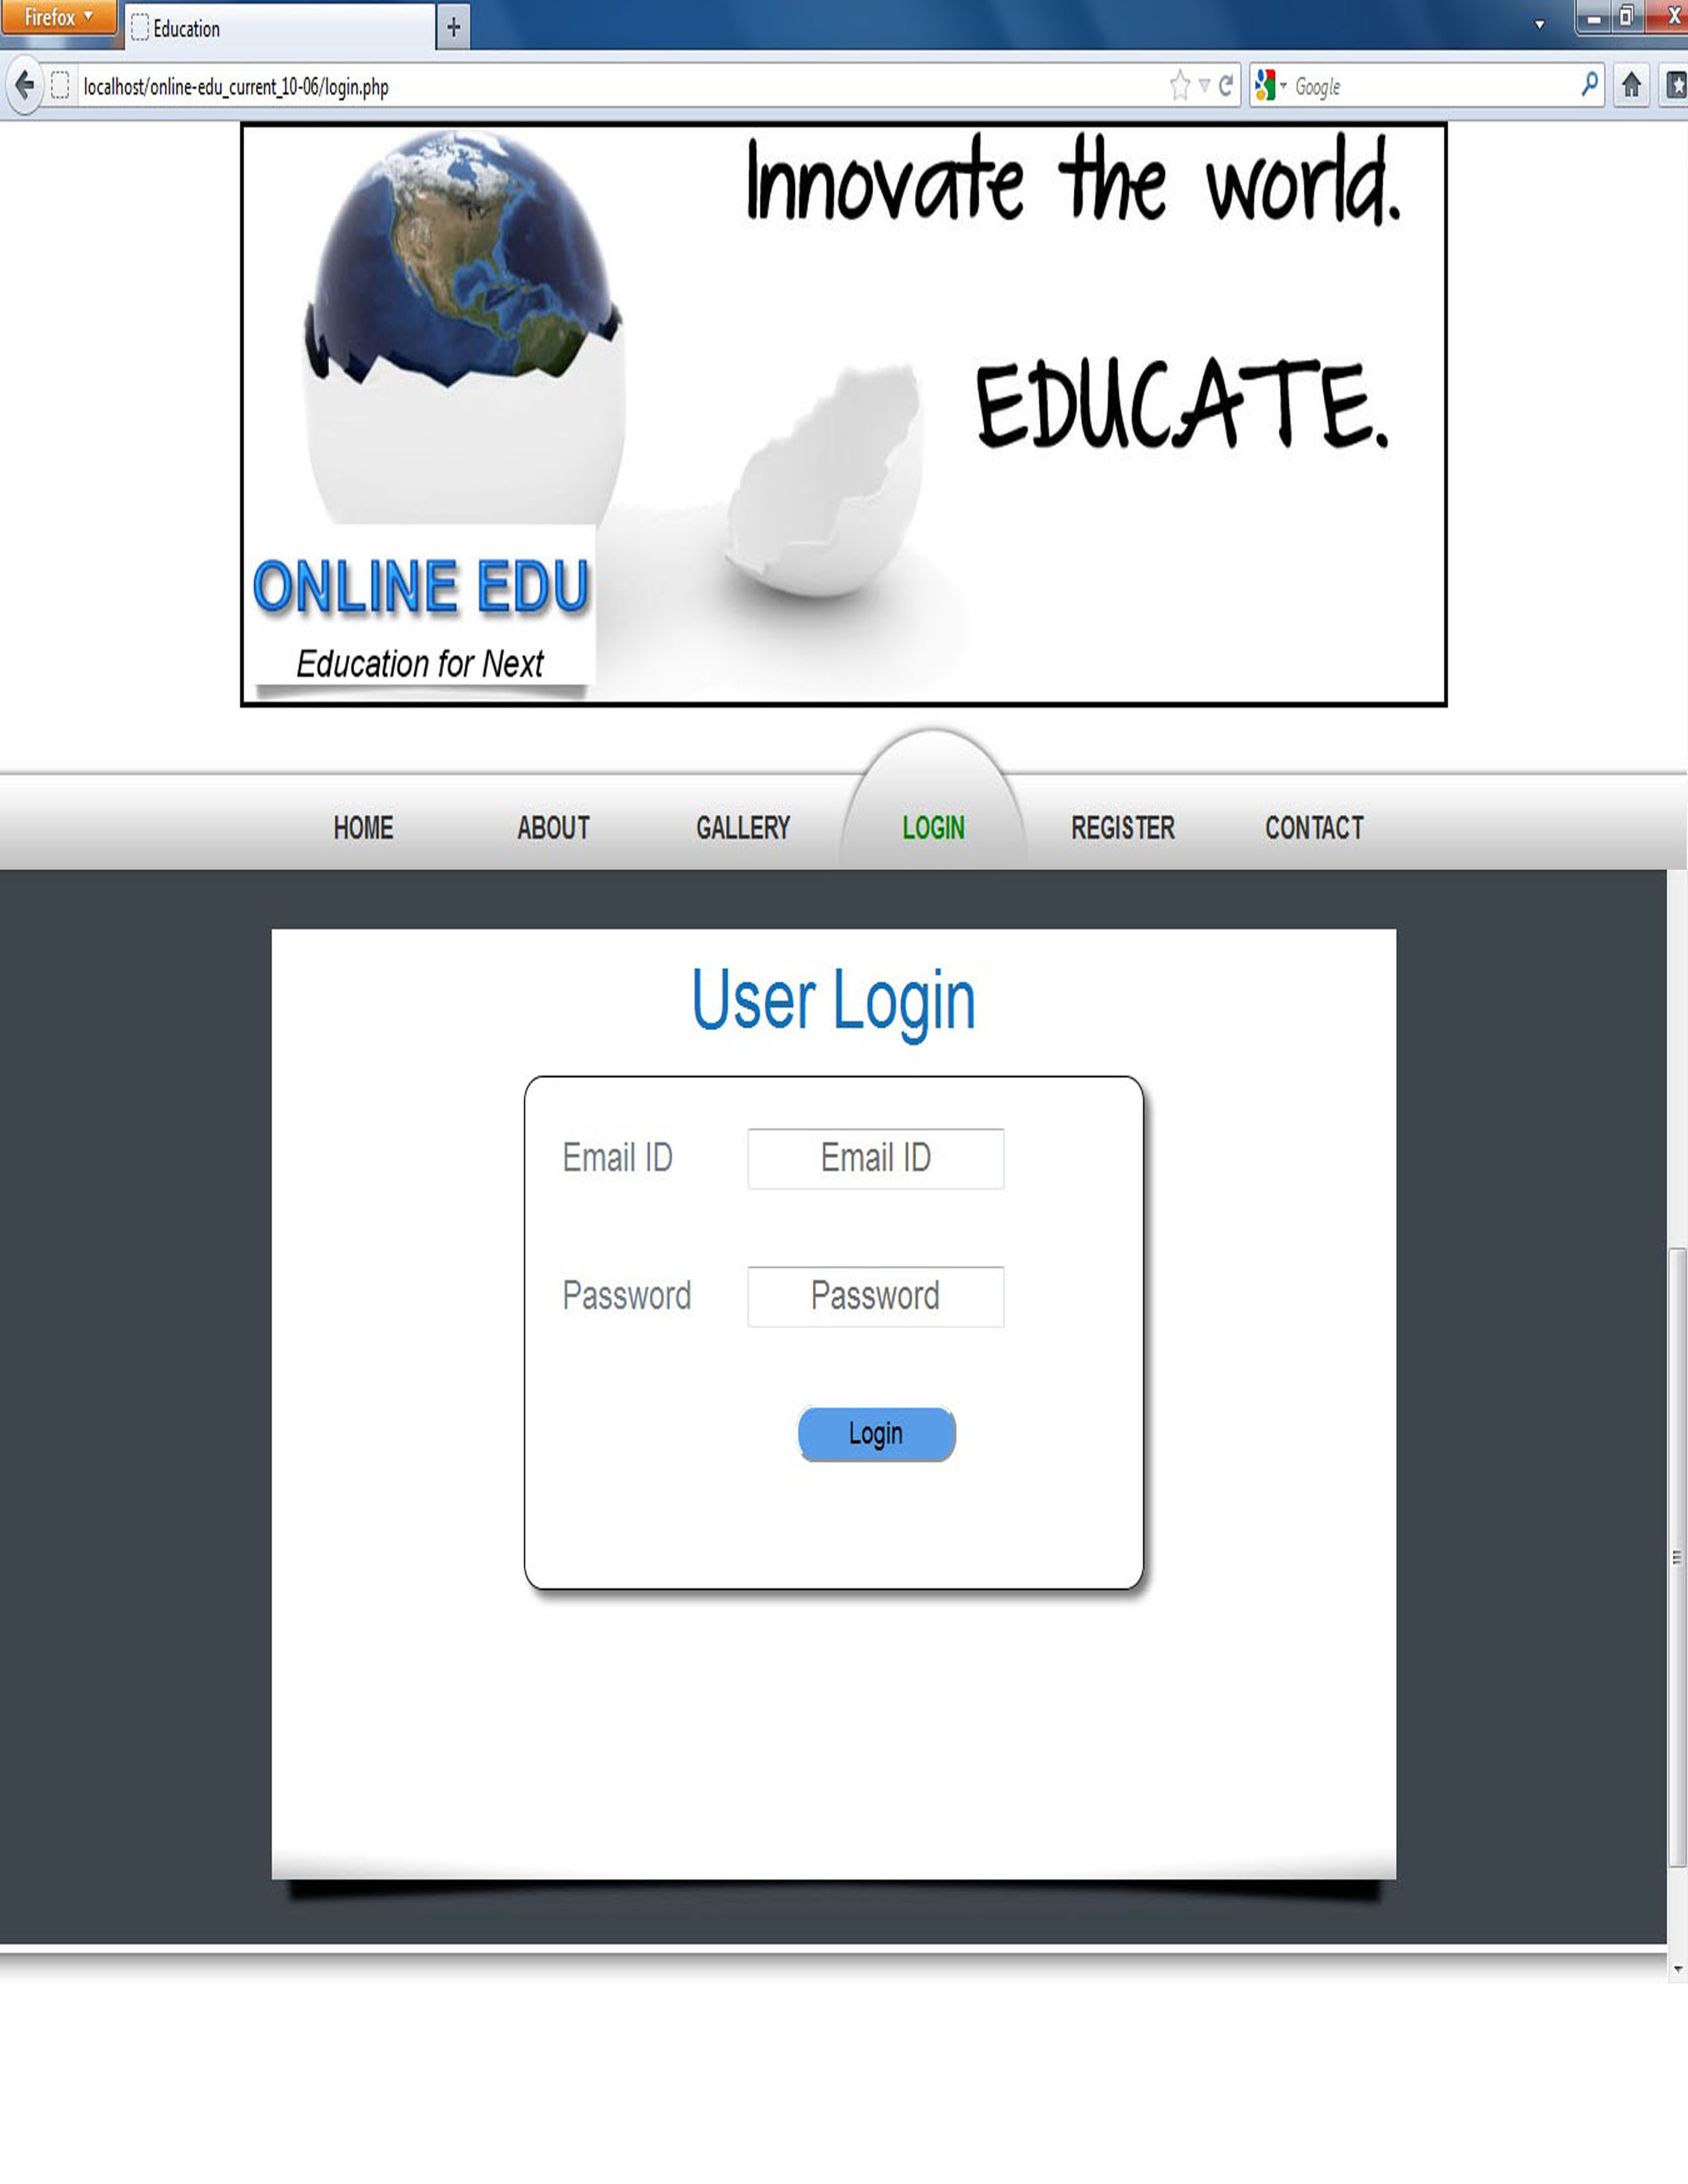 Firefox
Education
localhost/online-edu_current_10-06/login.php
Google
Innovate the world.
EDUCATE.
ONLINE EDU
Education for Next
HOME ABOUT GALLERY LOGIN REGISTER CONTACT
User Login
Email ID Email ID
Password Password
Login